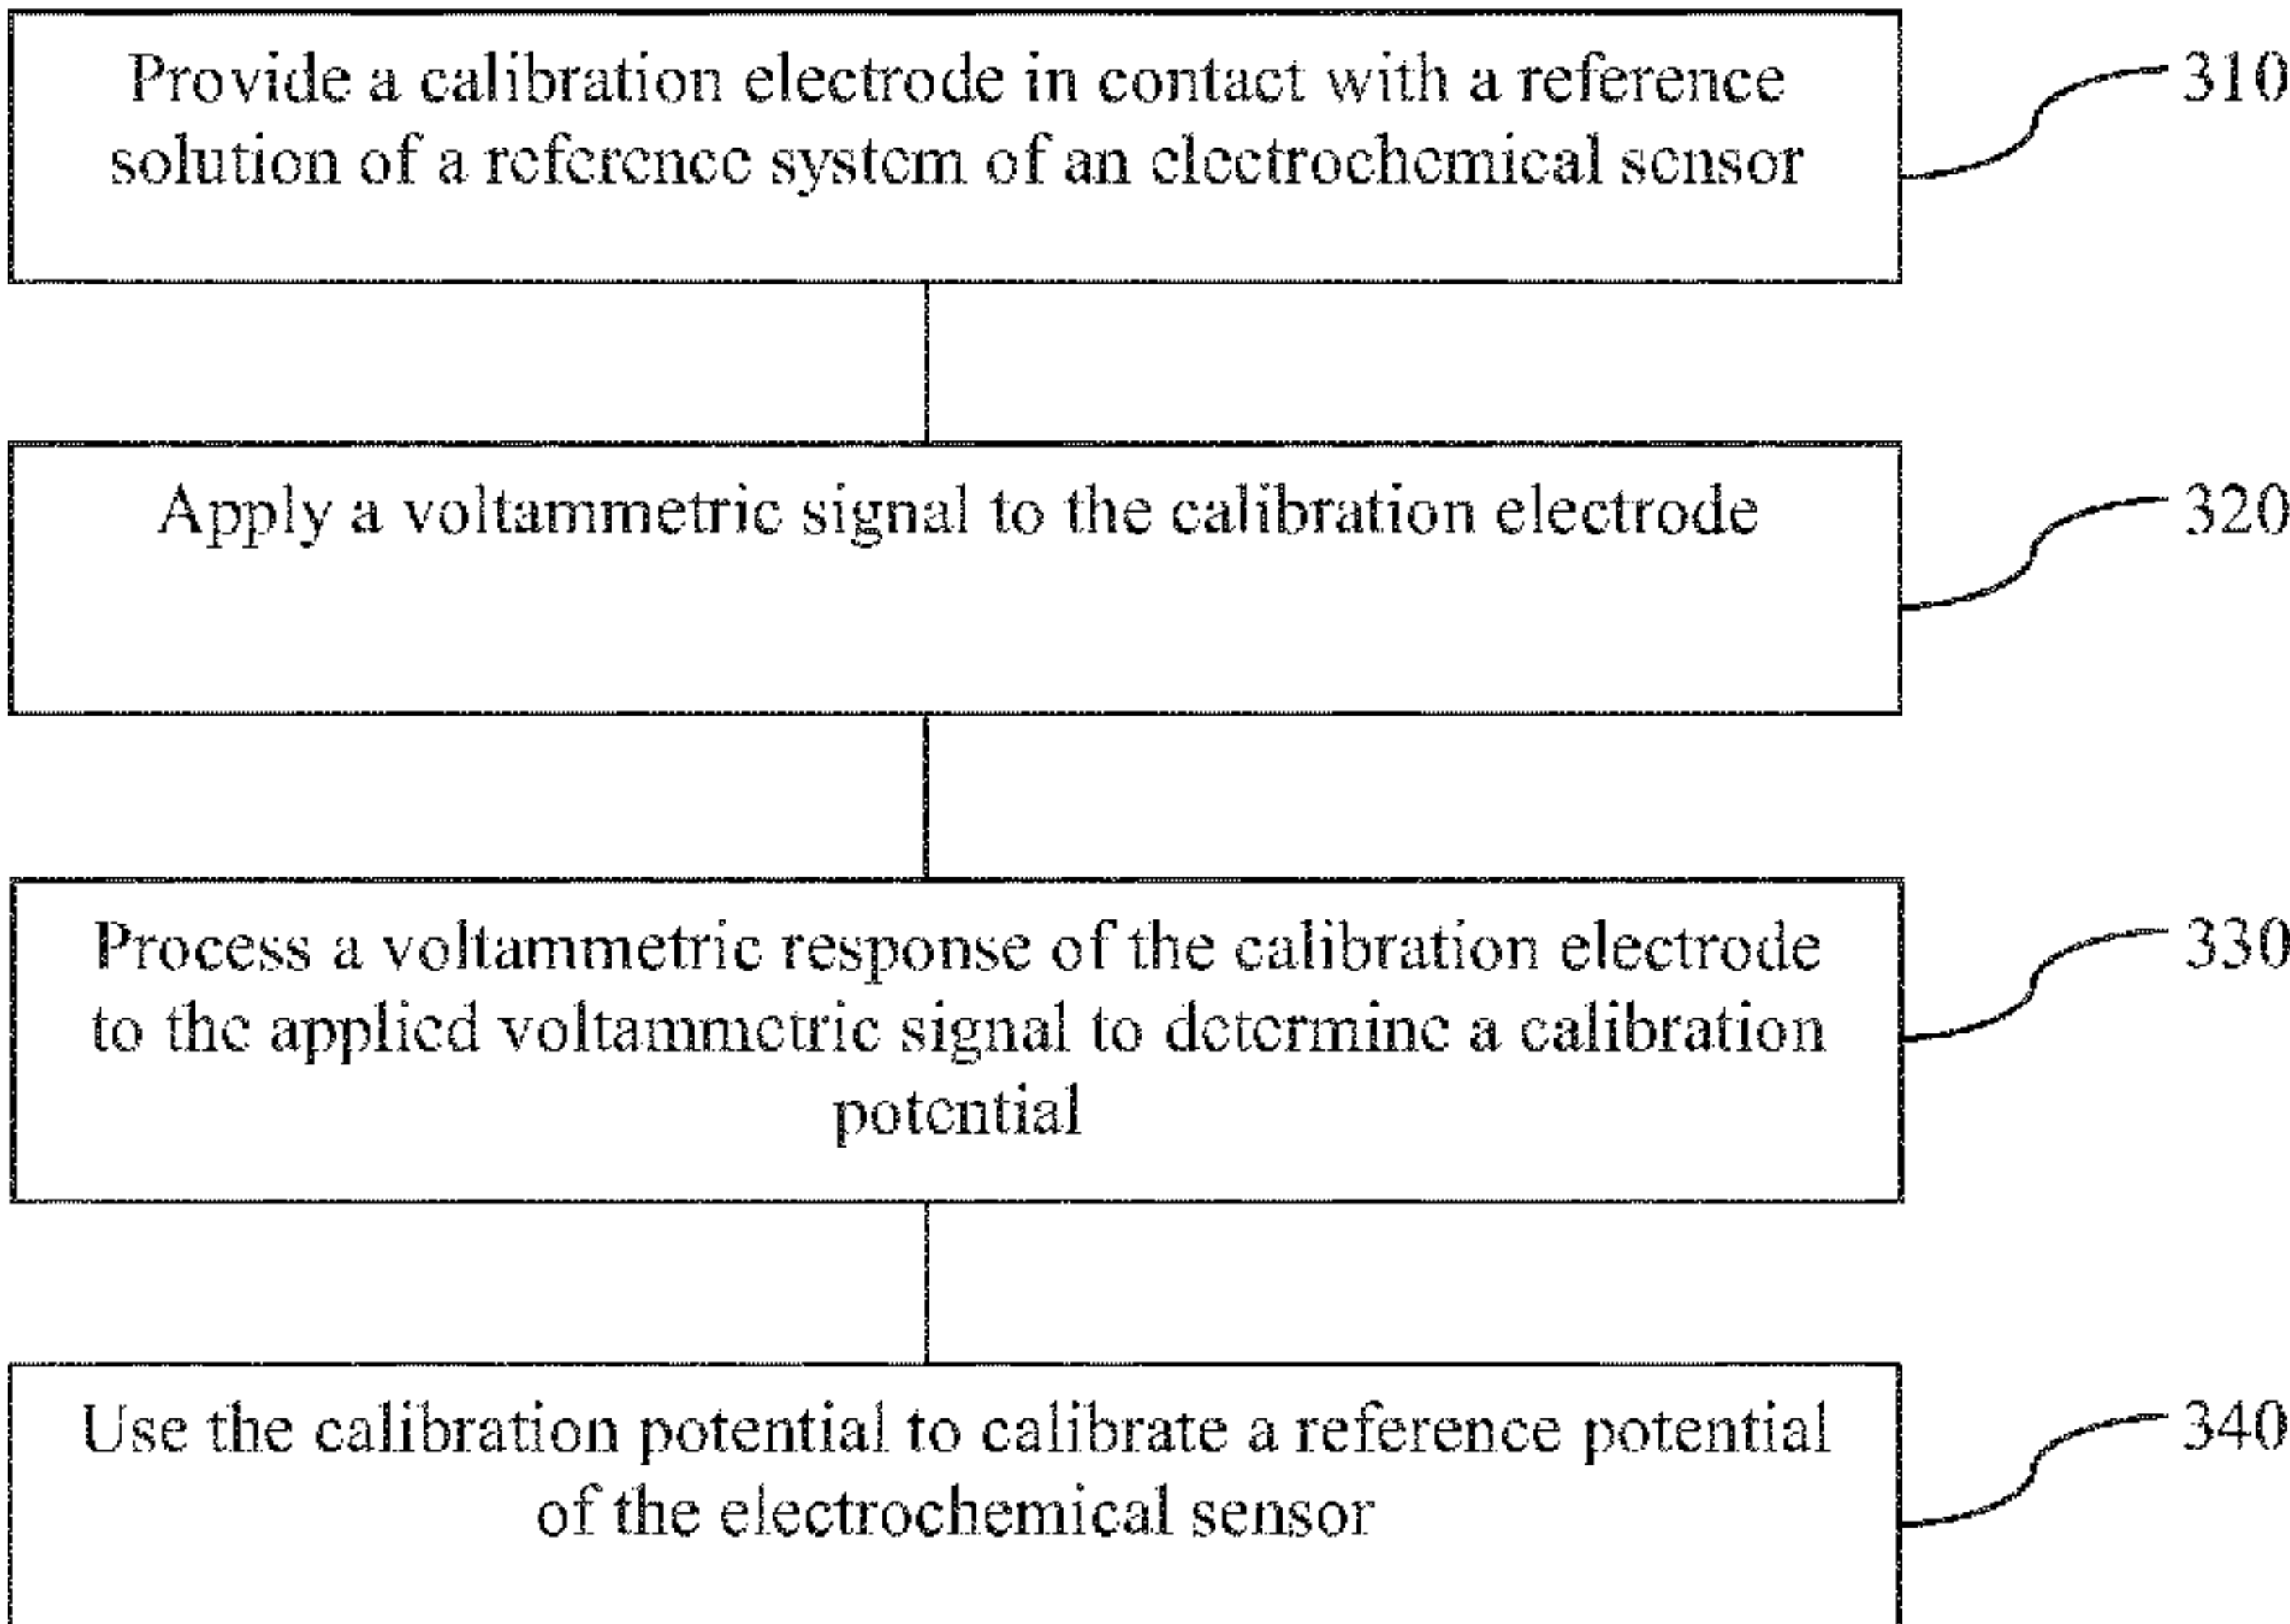 Provide a calibration electrode in contact with a reference
solution of a reference system of an electrochemical sensor
310
Apply a voltammetric signal to the calibration electrode
320
Process a voltammetric response of the calibration electrode
to the applied voltammetric signal to determine a calibration
potential
330
Use the calibration potential to calibrate a reference potential
of the electrochemical sensor
340